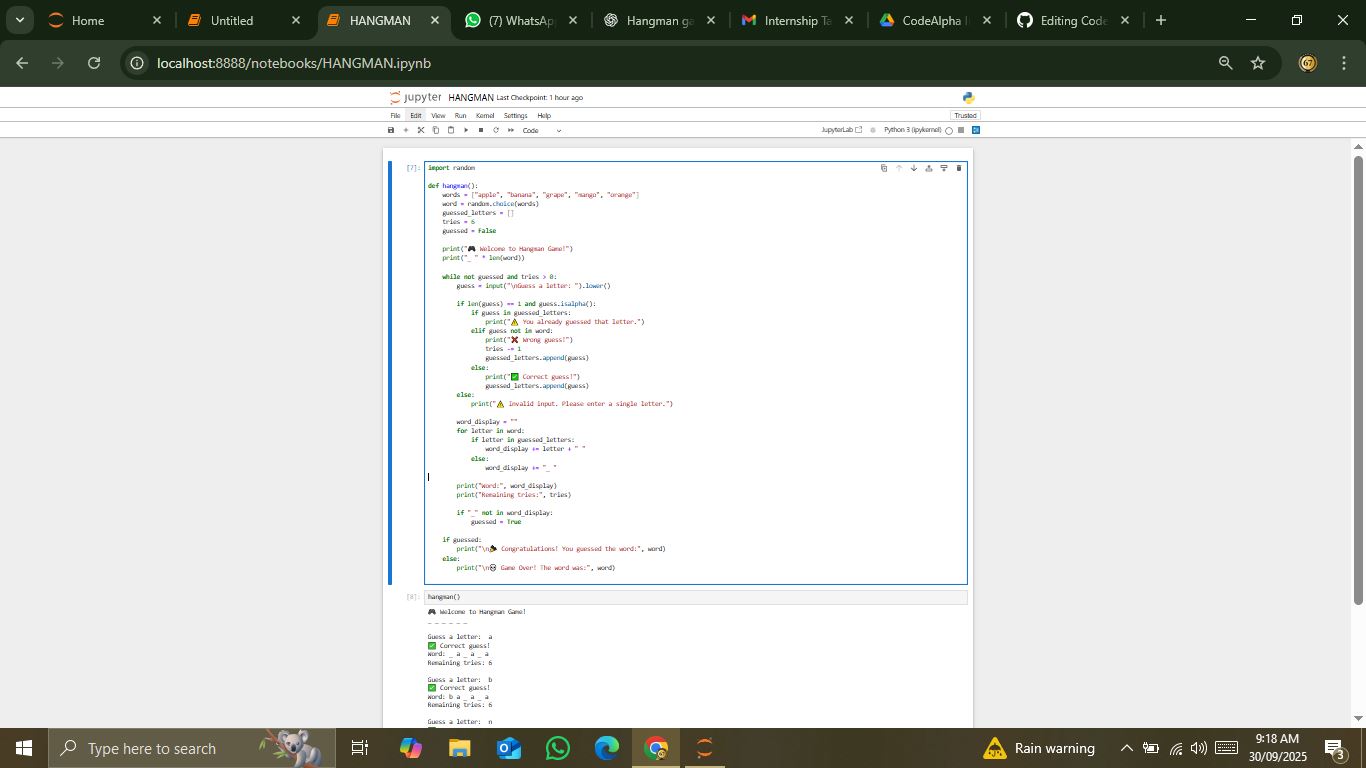 Home
Untitled
HANGMAN
(7) WhatsAp
Hangman ga
Internship Ta
CodeAlpha I
Editing Code
localhost:8888/notebooks/HANGMAN.ipynb
67
jupyter HANGMAN Last Checkpoint: 1 hour ago
File Edit View Run Kernel Settings Help
Trusted
Code
JupyterLab
Python 3 (ipykernel)
[7]:
import random
def hangman():
    words = ["apple", "banana", "grape", "mango", "orange"]
    word = random.choice(words)
    guessed_letters = []
    tries = 6
    guessed = False
    print("🎮 Welcome to Hangman Game!")
    print("_ " * len(word))
    while not guessed and tries > 0:
        guess = input("\nGuess a letter: ").lower()
        if len(guess) == 1 and guess.isalpha():
            if guess in guessed_letters:
                print("⚠️ You already guessed that letter.")
            elif guess not in word:
                print("❌ Wrong guess!")
                tries -= 1
                guessed_letters.append(guess)
            else:
                print("✅ Correct guess!")
                guessed_letters.append(guess)
        else:
            print("⚠️ Invalid input. Please enter a single letter.")
        word_display = ""
        for letter in word:
            if letter in guessed_letters:
                word_display += letter + " "
            else:
                word_display += "_ "
        print("Word:", word_display)
        print("Remaining tries:", tries)
        if "_" not in word_display:
            guessed = True
    if guessed:
        print("\n🎉 Congratulations! You guessed the word:", word)
    else:
        print("\n💀 Game Over! The word was:", word)
[8]:
hangman()
🎮 Welcome to Hangman Game!
_ _ _ _ _ _
Guess a letter:  a
✅ Correct guess!
Word: _ a _ a _ a
Remaining tries: 6
Guess a letter:  b
✅ Correct guess!
Word: b a _ a _ a
Remaining tries: 6
Guess a letter:  n
Type here to search
Rain warning
9:18 AM
30/09/2025
3